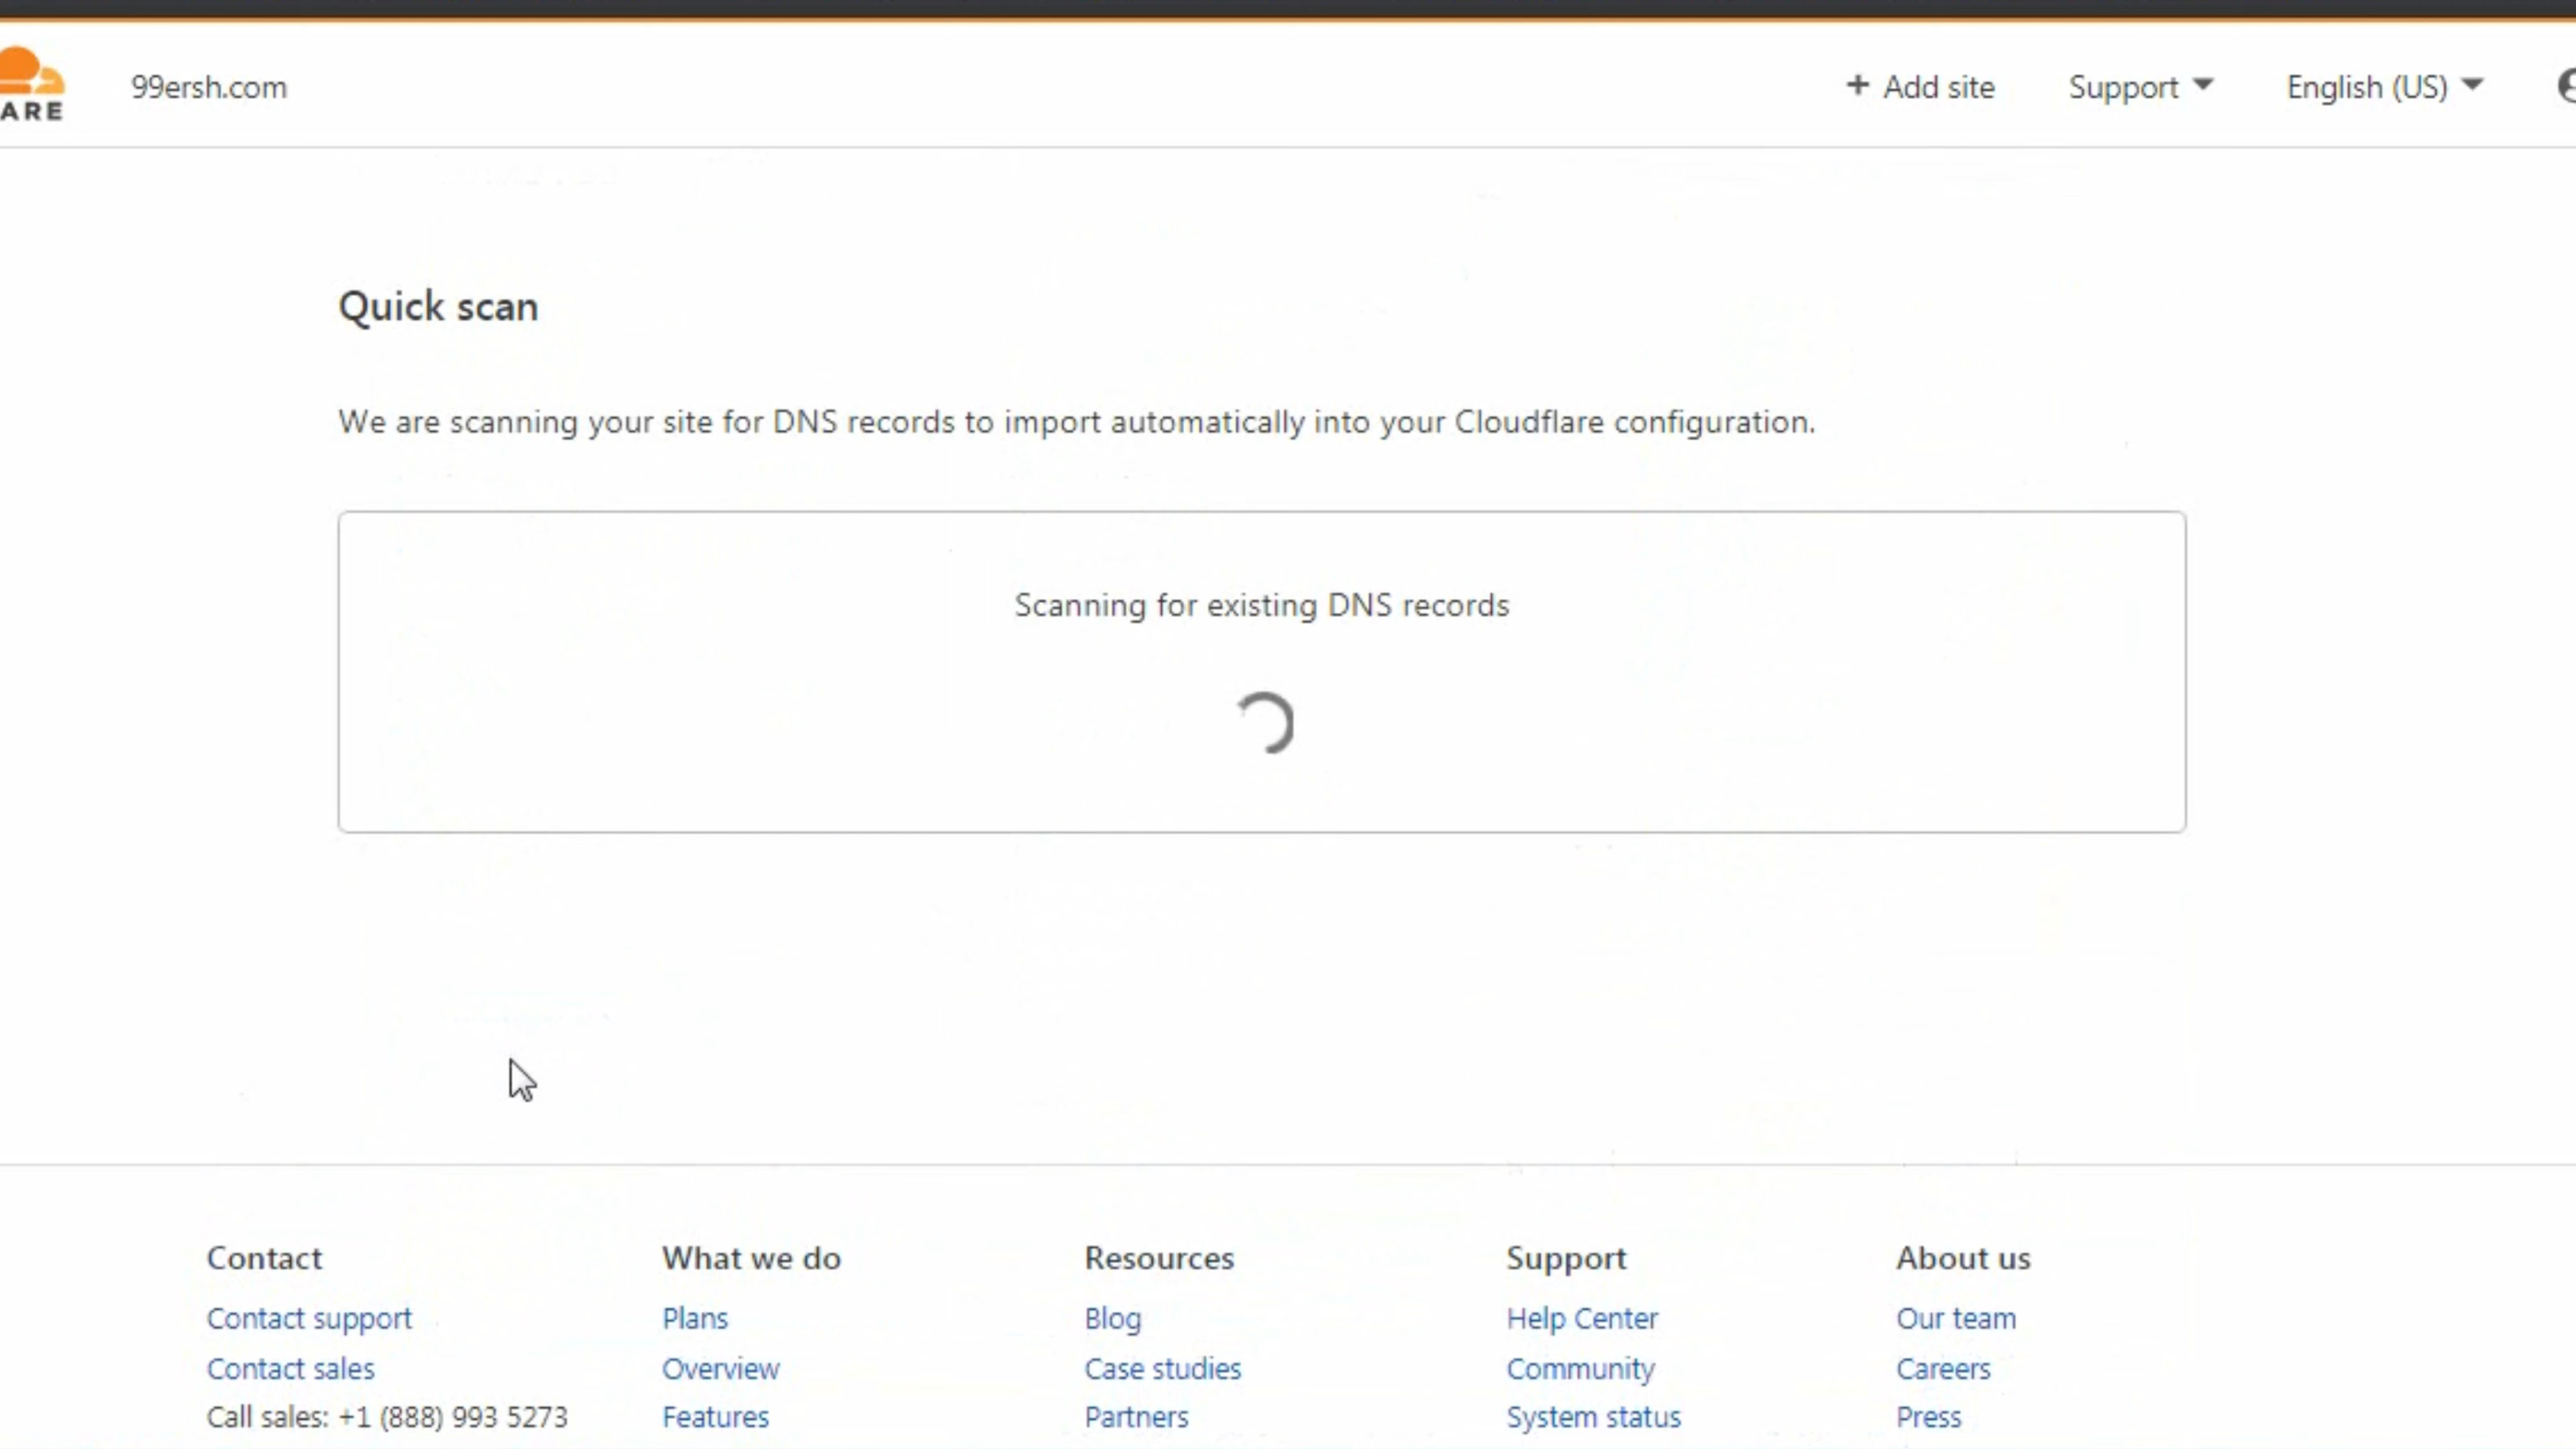 ARE
99ersh.com
+ Add site
Support
English (US)
Quick scan
We are scanning your site for DNS records to import automatically into your Cloudflare configuration.
Scanning for existing DNS records
Contact
Contact support
Contact sales
Call sales: +1 (888) 993 5273
What we do
Plans
Overview
Features
Resources
Blog
Case studies
Partners
Support
Help Center
Community
System status
About us
Our team
Careers
Press